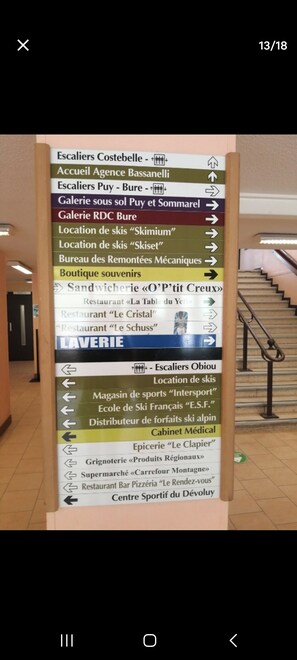 13/18
Escaliers Costebelle -
Accueil Agence Bassanelli
Escaliers Puy - Bure -
Galerie sous sol Puy et Sommarel
Galerie RDC Bure
Location de skis "Skimium"
Location de skis "Skiset"
Bureau des Remontées Mécaniques
Boutique souvenirs
Sandwicherie «O'P'tit Creux»
Restaurant «La Table du Yeti»
Restaurant "Le Cristal"
Restaurant "Le Schuss"
LAVERIE
- Escaliers Obiou
Location de skis
Magasin de sports "Intersport"
Ecole de Ski Français "E.S.F."
Distributeur de forfaits ski alpin
Cabinet Médical
Epicerie "Le Clapier"
Grignoterie «Produits Régionaux»
Supermarché «Carrefour Montagne»
Restaurant Bar Pizzéria "Le Rendez-vous"
Centre Sportif du Dévoluy